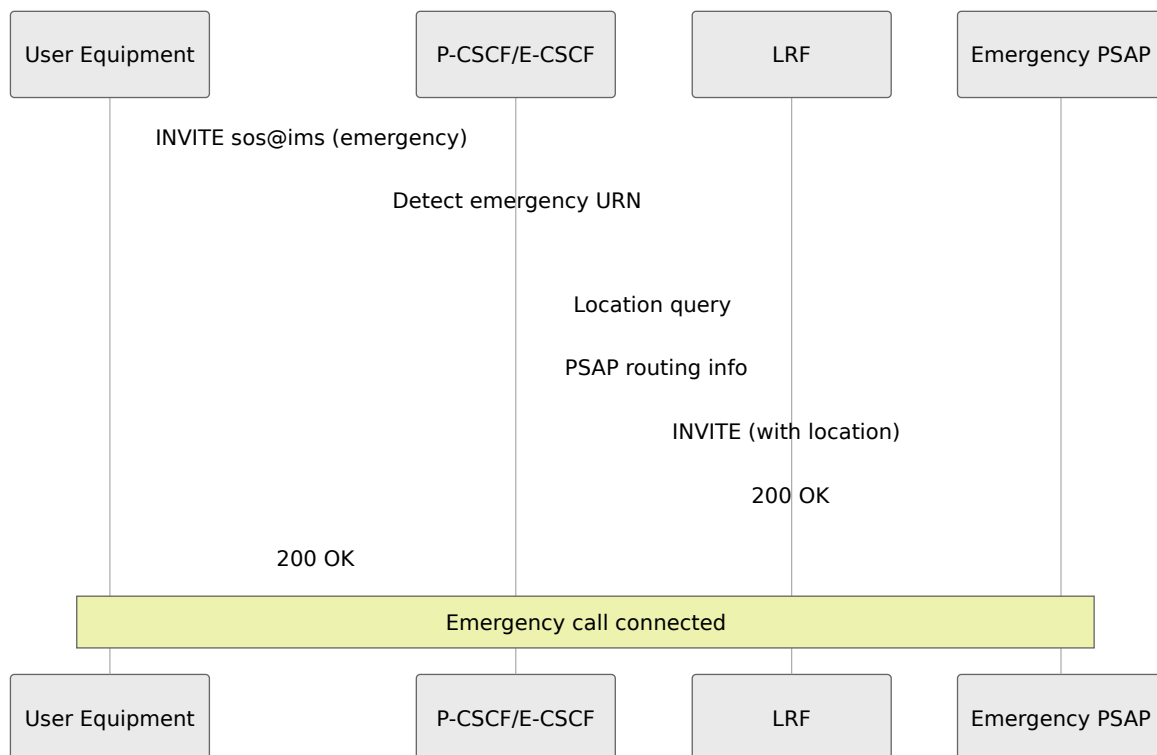 User Equipment
P-CSCF/E-CSCF
LRF
Emergency PSAP
INVITE sos@ims (emergency)
Detect emergency URN
Location query
PSAP routing info
INVITE (with location)
200 OK
200 OK
Emergency call connected
User Equipment
P-CSCF/E-CSCF
LRF
Emergency PSAP